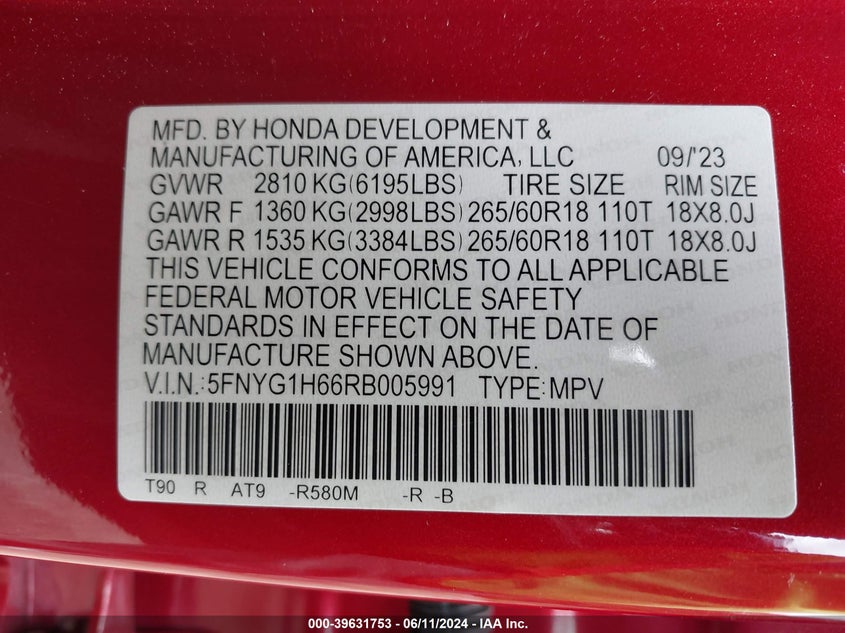 MFD. BY HONDA DEVELOPMENT &
MANUFACTURING OF AMERICA, LLC 09/'23
GVWR 2810 KG(6195LBS) TIRE SIZE RIM SIZE
GAWR F 1360 KG(2998LBS) 265/60R18 110T 18X8.0J
GAWR R 1535 KG(3384LBS) 265/60R18 110T 18X8.0J
THIS VEHICLE CONFORMS TO ALL APPLICABLE
FEDERAL MOTOR VEHICLE SAFETY
STANDARDS IN EFFECT ON THE DATE OF
MANUFACTURE SHOWN ABOVE.
V.I.N.:5FNYG1H66RB005991 TYPE:MPV
T90 R AT9 -R580M -R -B
000-39631753 - 06/11/2024 - IAA Inc.